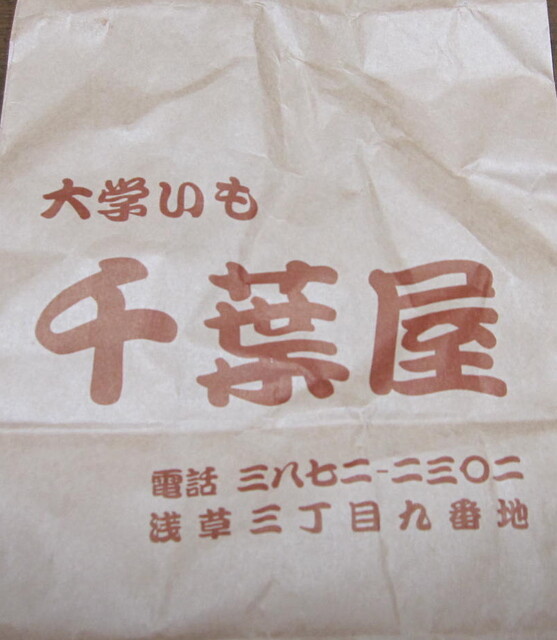 大学いも
千葉屋
電話 三八七二-二三〇二
浅草三丁目九番地